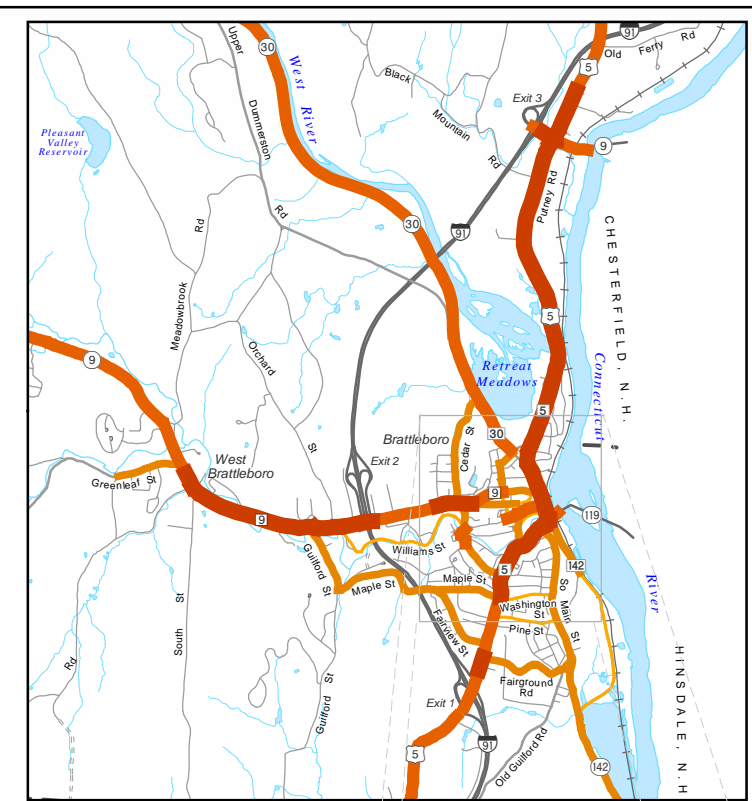 91
Old Ferry Rd
5
30
Upper Dummerston Rd
West River
Black Mountain Rd
Exit 3
9
Pleasant
Valley
Reservoir
Putney Rd
Rd
30
91
CHESTERFIELD, N.H.
Meadowbrook
5
9
Orchard St
Retreat
Meadows
Connecticut
5
30
Brattleboro
Cedar St
West
Brattleboro
Exit 2
Greenleaf St
9
9
119
Williams St
Guilford St
5
142
Maple St
Maple St
Washington
St
So Main St
River
South St
Fairview St
Pine St
HINSDALE, N.H
Rd
Guilford St
Fairground
Rd
Exit 1
91
5
Old Guilford Rd
142